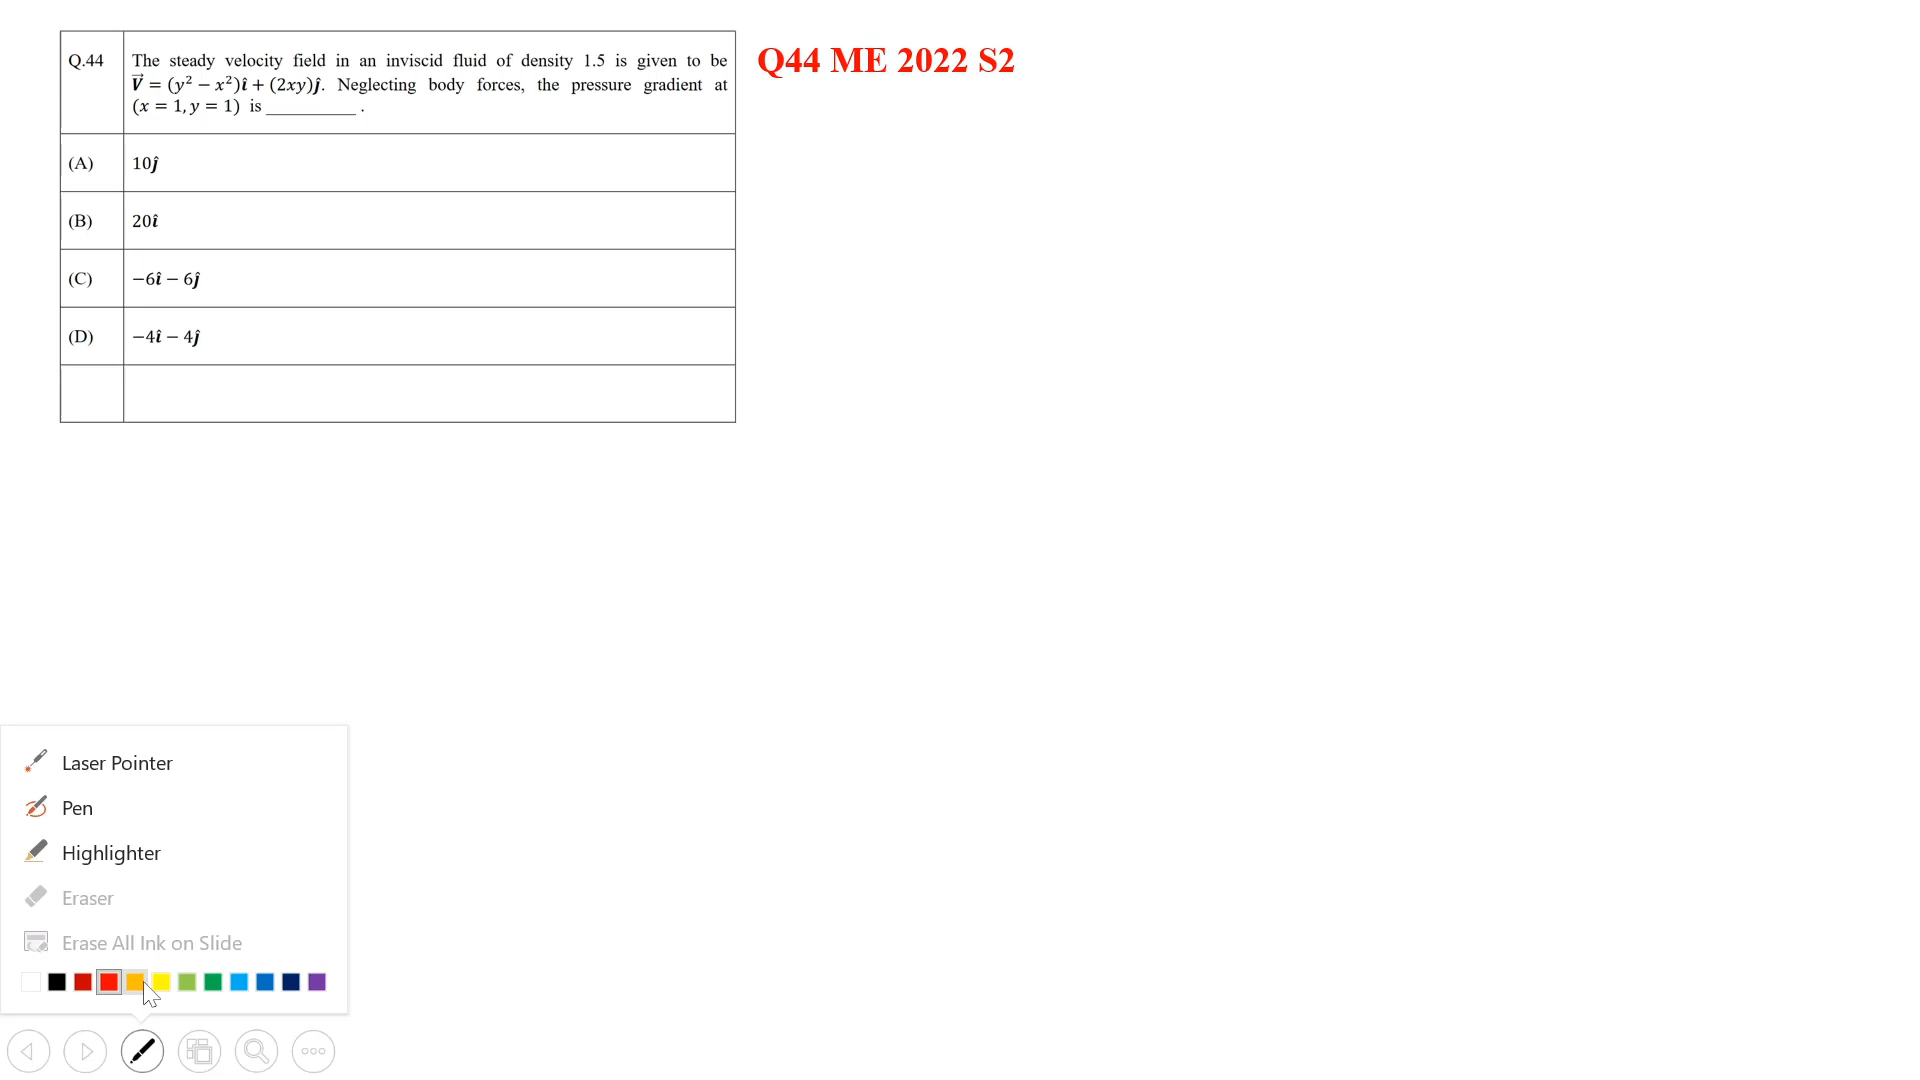 Q.44
The steady velocity field in an inviscid fluid of density 1.5 is given to be
V⃗ = (y² − x²)î + (2xy)ĵ. Neglecting body forces, the pressure gradient at
(x = 1, y = 1) is __________ .
Q44 ME 2022 S2
(A) 10ĵ
(B) 20î
(C) −6î − 6ĵ
(D) −4î − 4ĵ
Laser Pointer
Pen
Highlighter
Eraser
Erase All Ink on Slide